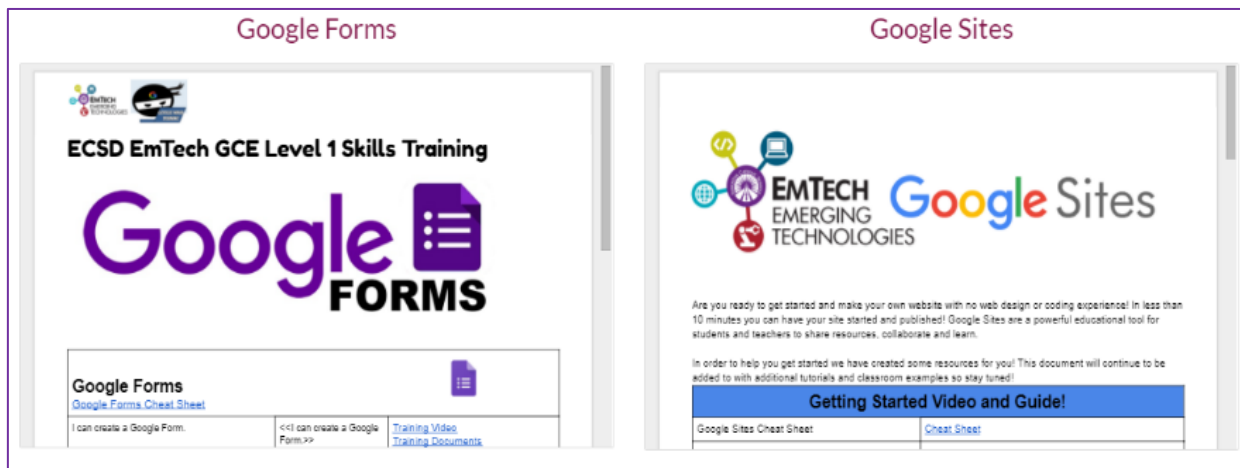 Google Forms
EMTECH
EMERGING
TECHNOLOGIES
ECSD EmTech GCE Level 1 Skills Training
Google
FORMS
Google Forms
Google Forms Cheat Sheet
I can create a Google Form.
<<I can create a Google
Form.>>
Training Video
Training Documents
Google Sites
EMTECH
EMERGING
TECHNOLOGIES
Google Sites
Are you ready to get started and make your own website with no web design or coding experience! In less than
10 minutes you can have your site started and published! Google Sites are a powerful educational tool for
students and teachers to share resources, collaborate and learn.
In order to help you get started we have created some resources for you! This document will continue to be
added to with additional tutorials and classroom examples so stay tuned!
Getting Started Video and Guide!
Google Sites Cheat Sheet
Cheat Sheet